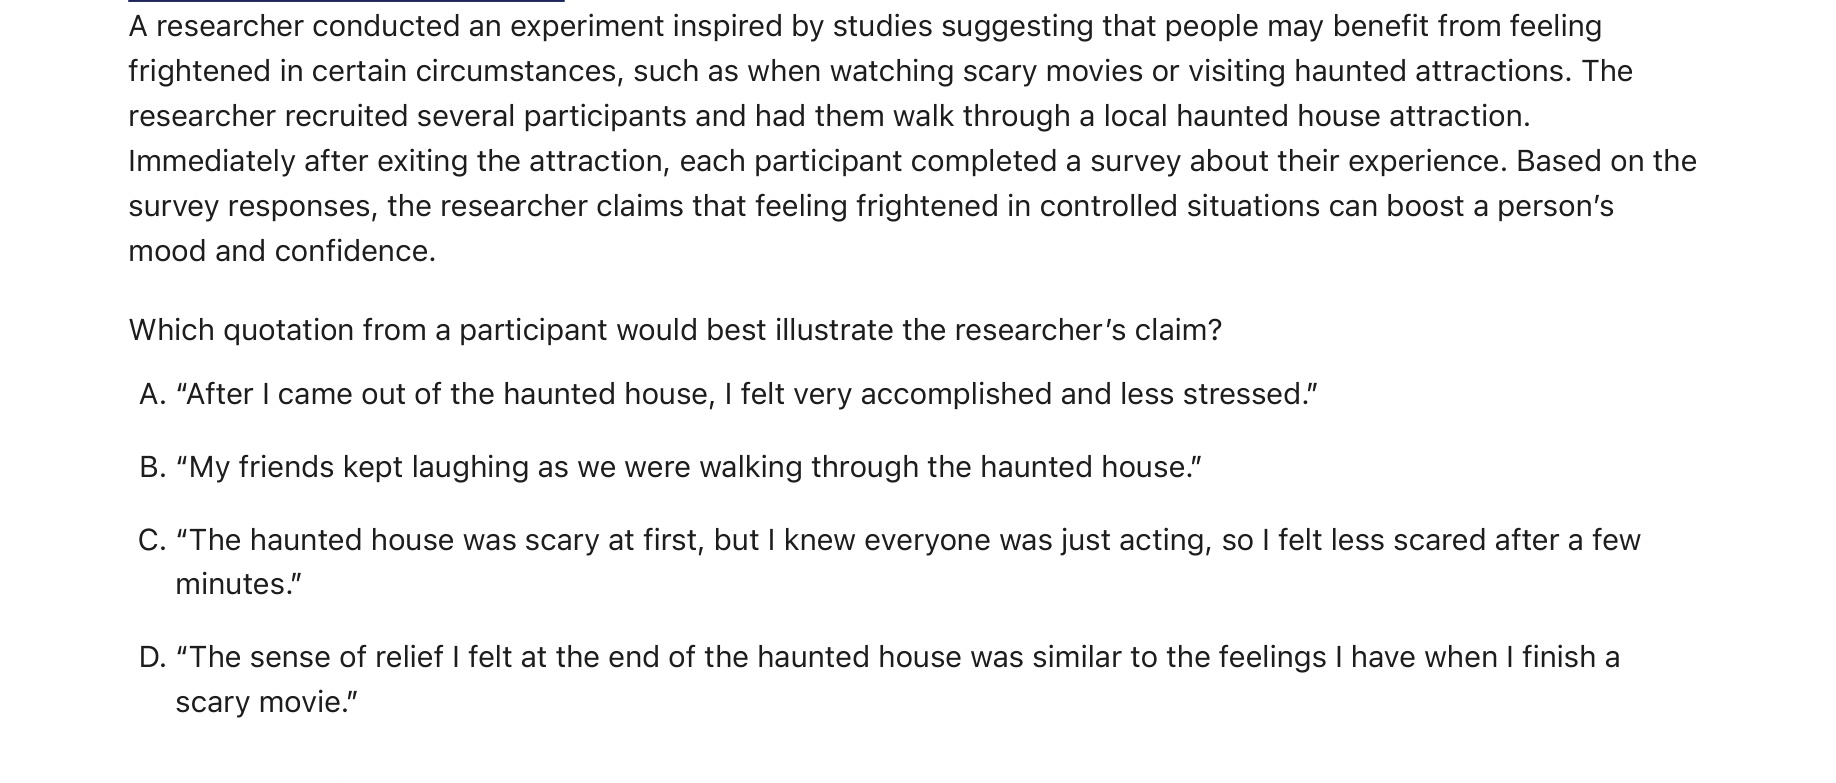 A researcher conducted an experiment inspired by studies suggesting that people may benefit from feeling
frightened in certain circumstances, such as when watching scary movies or visiting haunted attractions. The
researcher recruited several participants and had them walk through a local haunted house attraction.
Immediately after exiting the attraction, each participant completed a survey about their experience. Based on the
survey responses, the researcher claims that feeling frightened in controlled situations can boost a person’s
mood and confidence.
Which quotation from a participant would best illustrate the researcher’s claim?
A. “After I came out of the haunted house, I felt very accomplished and less stressed.”
B. “My friends kept laughing as we were walking through the haunted house.”
C. “The haunted house was scary at first, but I knew everyone was just acting, so I felt less scared after a few
minutes.”
D. “The sense of relief I felt at the end of the haunted house was similar to the feelings I have when I finish a
scary movie.”